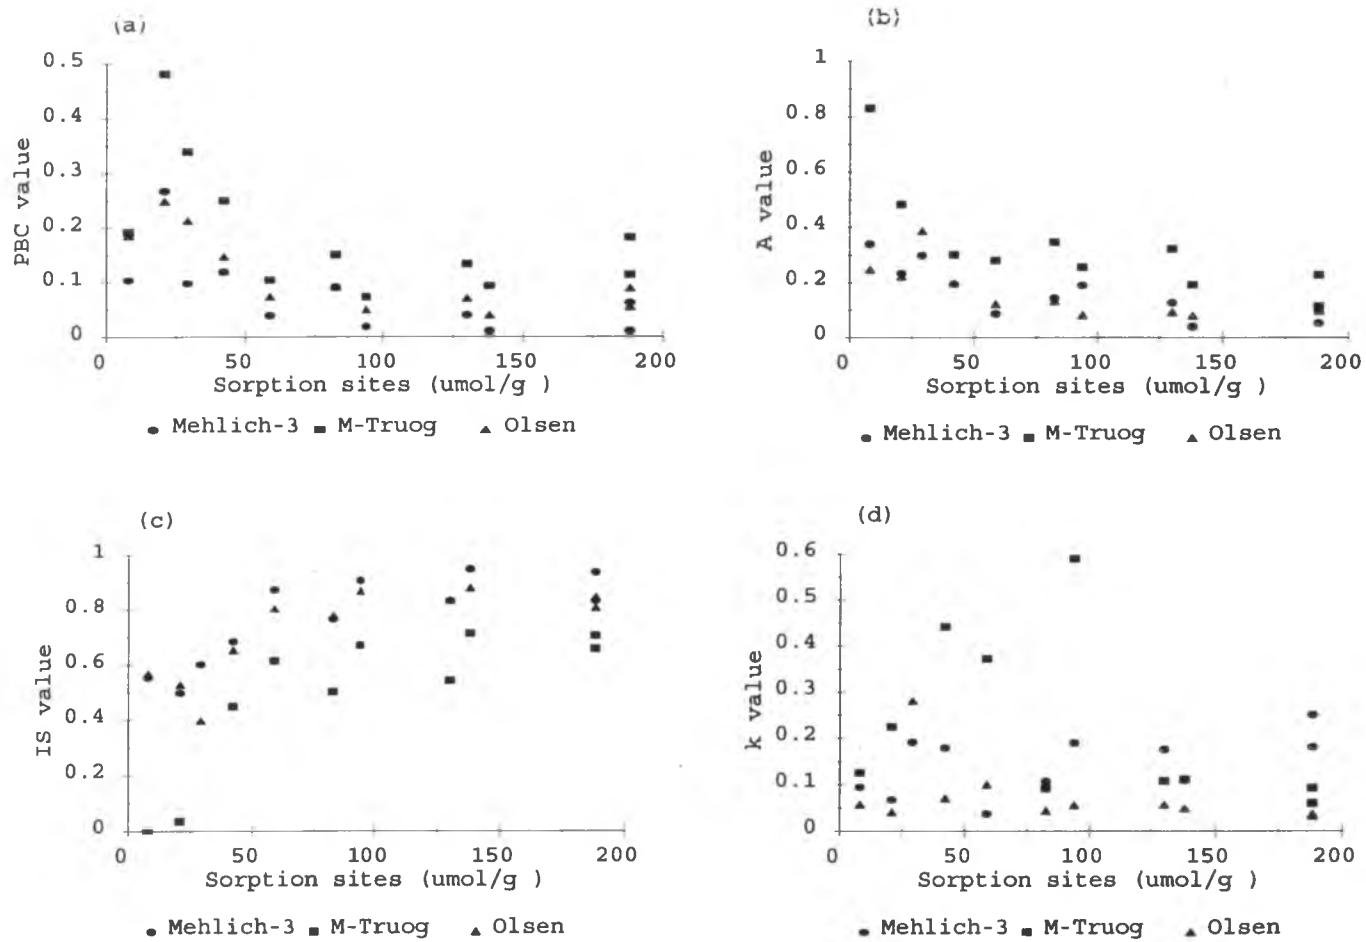 (a)
0.5
0.4
0.3
0.2
0.1
0
PBC value
0 50 100 150 200
Sorption sites (umol/g )
Mehlich-3 M-Truog Olsen
(b)
1
0.8
0.6
0.4
0.2
0
A value
0 50 100 150 200
Sorption sites (umol/g )
Mehlich-3 M-Truog Olsen
(c)
1
0.8
0.6
0.4
0.2
0
IS value
0 50 100 150 200
Sorption sites (umol/g )
Mehlich-3 M-Truog Olsen
(d)
0.6
0.5
0.4
0.3
0.2
0.1
0
k value
0 50 100 150 200
Sorption sites (umol/g )
Mehlich-3 M-Truog Olsen